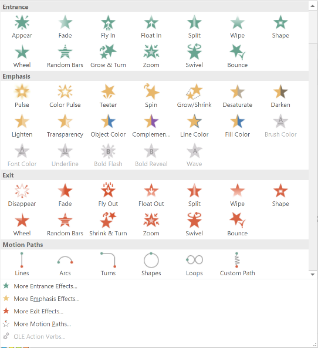 Entrance
Appear Fade Fly In Float In Split Wipe Shape
Wheel Random Bars Grow & Turn Zoom Swivel Bounce
Emphasis
Pulse Color Pulse Teeter Spin Grow/Shrink Desaturate Darken
Lighten Transparency Object Color Complemen... Line Color Fill Color Brush Color
Font Color Underline Bold Flash Bold Reveal Wave
Exit
Disappear Fade Fly Out Float Out Split Wipe Shape
Wheel Random Bars Shrink & Turn Zoom Swivel Bounce
Motion Paths
Lines Arcs Turns Shapes Loops Custom Path
More Entrance Effects...
More Emphasis Effects...
More Exit Effects...
More Motion Paths...
OLE Action Verbs...